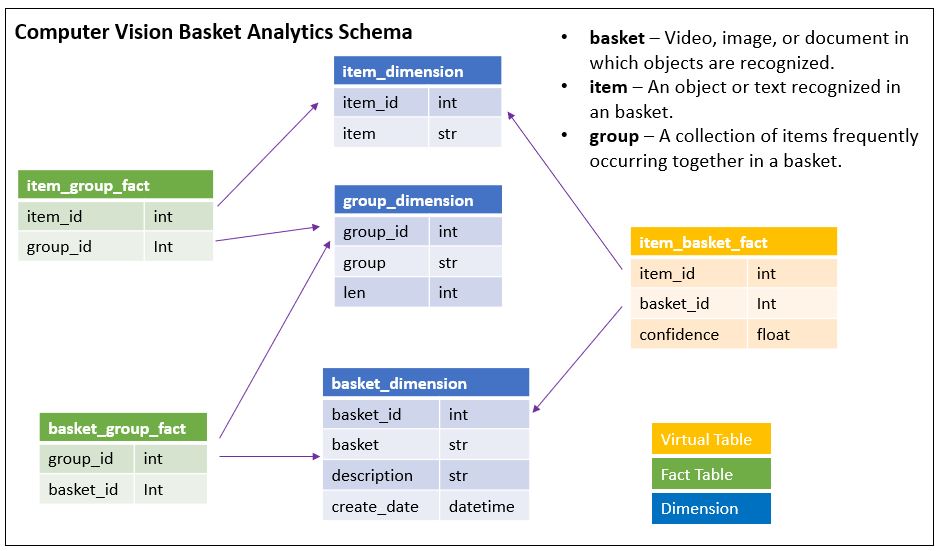 Computer Vision Basket Analytics Schema
• basket – Video, image, or document in
which objects are recognized.
• item – An object or text recognized in
an basket.
• group – A collection of items frequently
occurring together in a basket.
item_dimension
item_id int
item str
item_group_fact
item_id int
group_id Int
group_dimension
group_id int
group str
len int
item_basket_fact
item_id int
basket_id Int
confidence float
basket_dimension
basket_id int
basket str
description str
create_date datetime
basket_group_fact
group_id int
basket_id Int
Virtual Table
Fact Table
Dimension